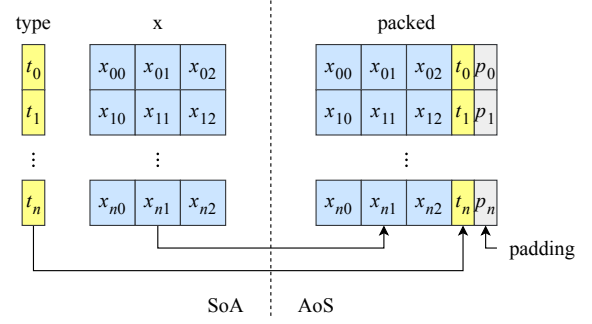 type x packed
t₀ x₀₀ x₀₁ x₀₂ x₀₀ x₀₁ x₀₂ t₀ p₀
t₁ x₁₀ x₁₁ x₁₂ x₁₀ x₁₁ x₁₂ t₁ p₁
⋮ ⋮ ⋮
tₙ xₙ₀ xₙ₁ xₙ₂ xₙ₀ xₙ₁ xₙ₂ tₙ pₙ
padding
SoA AoS